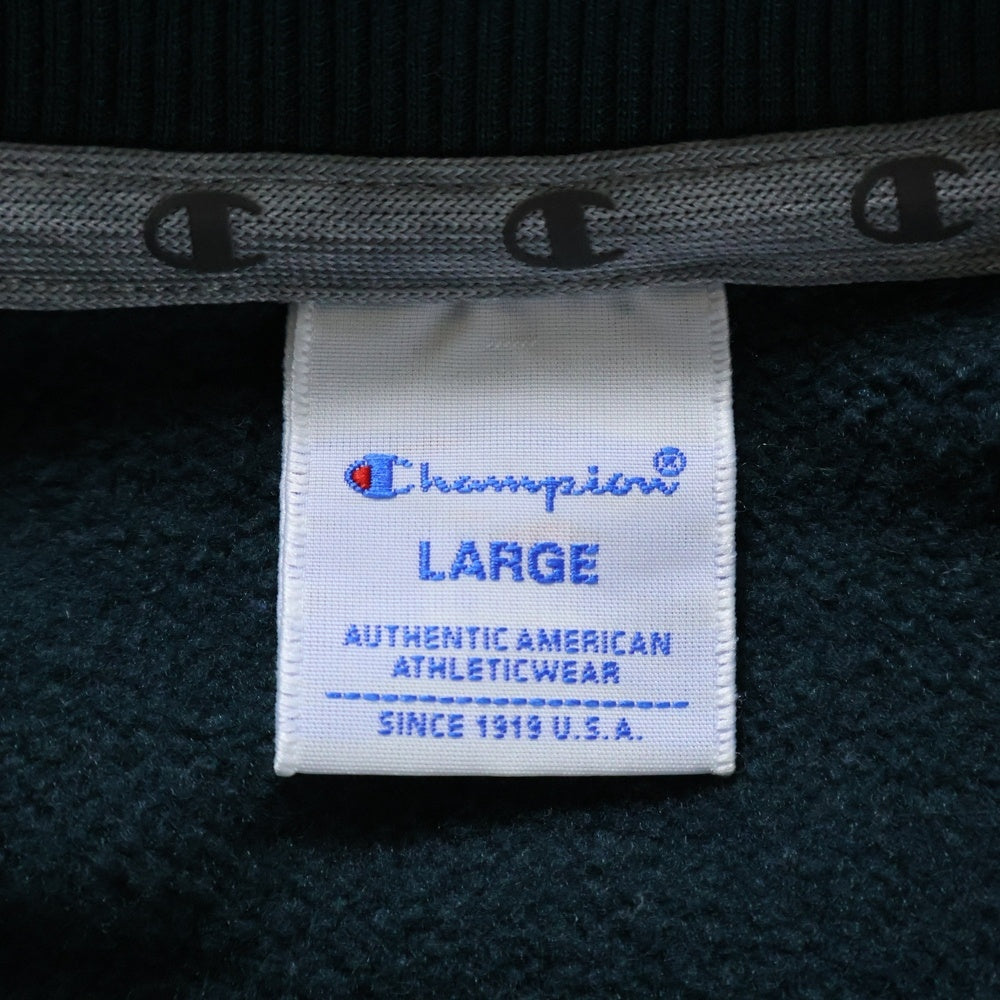 Champion®
LARGE
AUTHENTIC AMERICAN
ATHLETICWEAR
SINCE 1919 U.S.A.